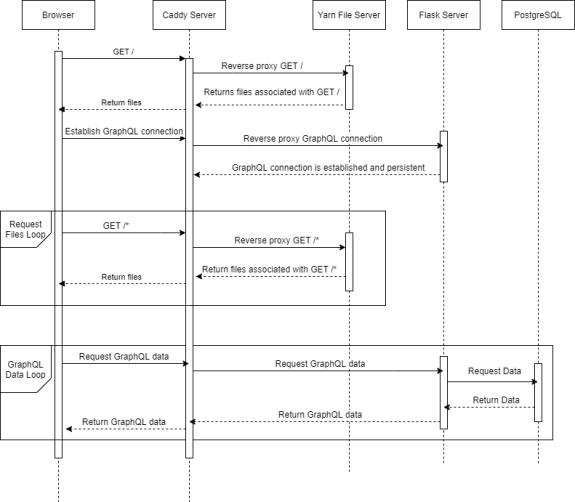 Browser
Caddy Server
Yarn File Server
Flask Server
PostgreSQL
GET /
Reverse proxy GET /
Returns files associated with GET /
Return files
Establish GraphQL connection
Reverse proxy GraphQL connection
GraphQL connection is established and persistent
Request
Files Loop
GET /*
Reverse proxy GET /*
Return files associated with GET /*
Return files
GraphQL
Data Loop
Request GraphQL data
Request GraphQL data
Request Data
Return Data
Return GraphQL data
Return GraphQL data